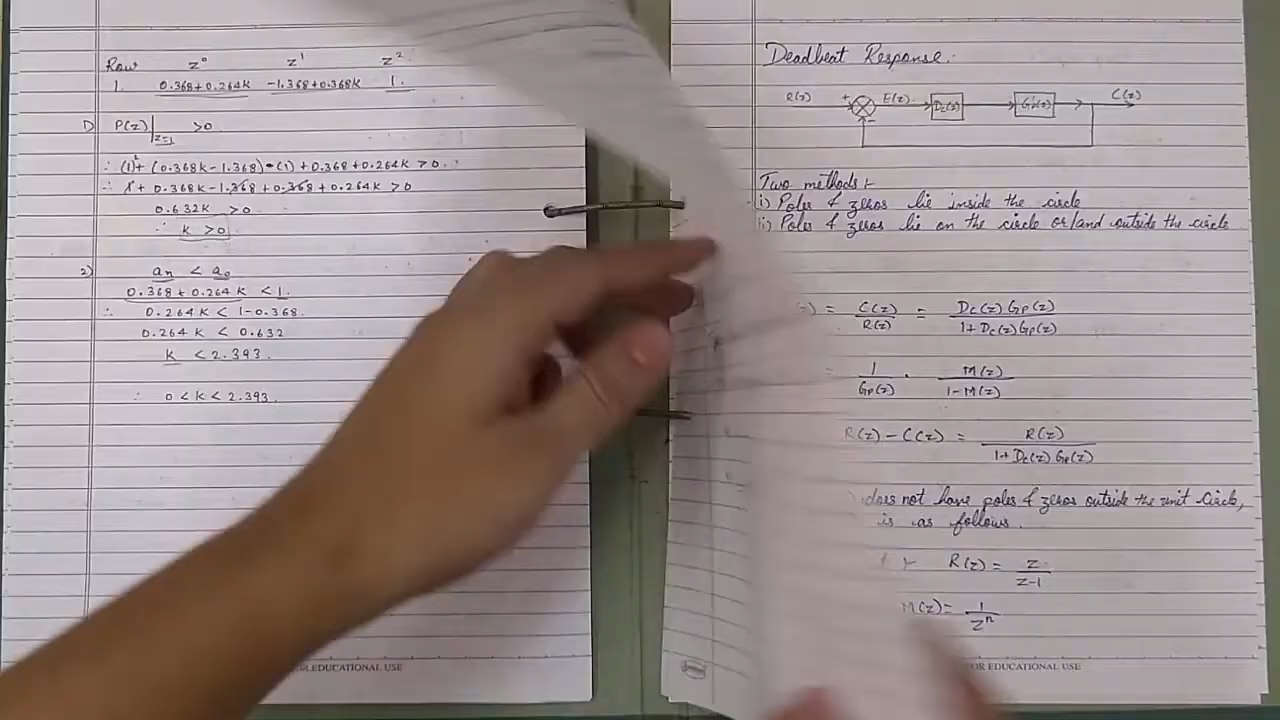 Row z⁰ z¹ z²
1. 0.368+0.264K -1.368+0.368K 1.
1) P(z)|z=1 >0
∴ (1)²+ (0.368K-1.368)•(1) + 0.368+0.264K >0.
∴ 1+ 0.368K-1.368+0.368+0.264K >0
0.632K >0
∴ K >0
2) an < a0
0.368+0.264K <1.
∴ 0.264K < 1-0.368.
0.264K < 0.632
K < 2.393.
∴ 0<K<2.393.
FOR EDUCATIONAL USE
Deadbeat Response:
R(z) + E(z) Dc(z) Gp(z) C(z)
-
Two methods:-
i) Poles & zeros lie inside the circle
ii) Poles & zeros lie on the circle or/and outside the circle
) = C(z)/R(z) = Dc(z)Gp(z)/1+Dc(z)Gp(z)
= 1/Gp(z) . M(z)/1-M(z)
R(z)-C(z) = R(z)/1+Dc(z)Gp(z)
does not have poles & zeros outside the unit circle,
is as follows.
R(z) = z/z-1
M(z) = 1/zⁿ
FOR EDUCATIONAL USE